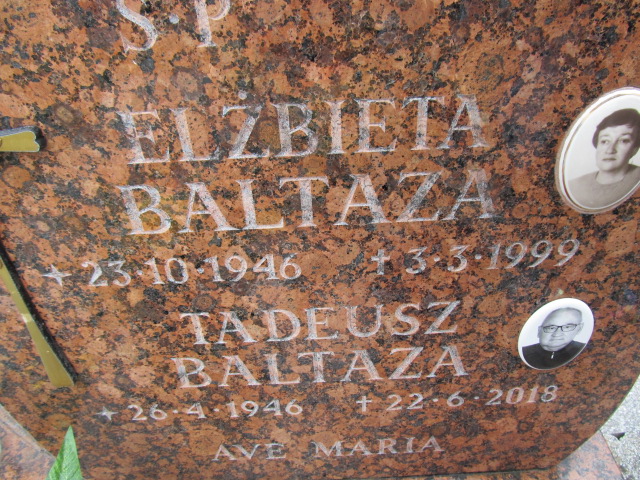 Ś.P
ELŻBIETA
BALTAZA
★ 23·10·1946 † 3·3·1999
TADEUSZ
BALTAZA
★ 26·4·1946 † 22·6·2018
AVE MARIA